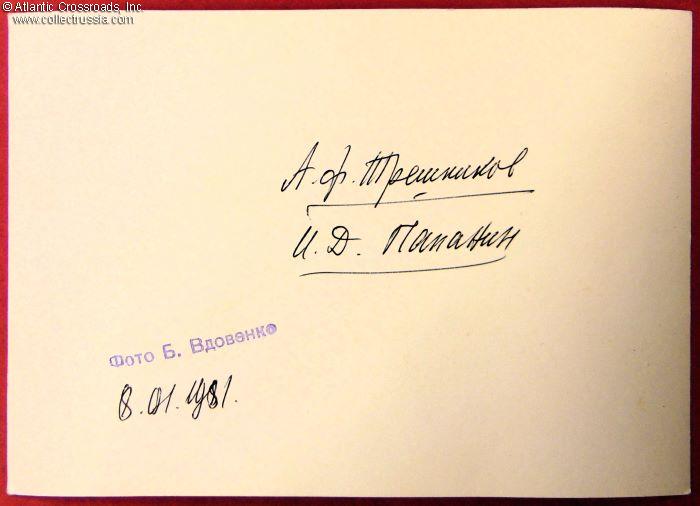 © Atlantic Crossroads, Inc.
www.collectrussia.com
А. Ф. Трешников
И. Д. Папанин
Фото Б. Вдовенко
8.01.1981.